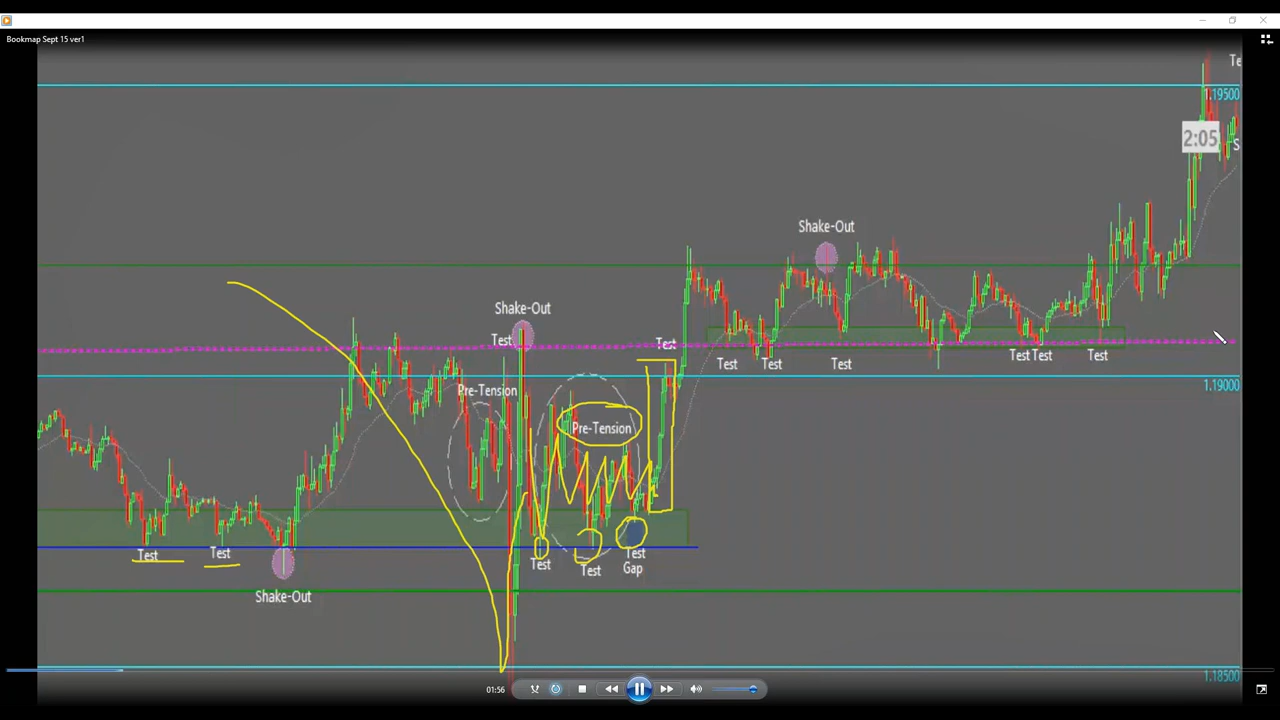 Bookmap Sept 15 ver1
Te
1.19500
2:05
S
Shake-Out
Shake-Out
Test
Test
Test
Test
Test
Test Test
Test
1.19000
Pre-Tension
Pre-Tension
Test
Test
Test
Test
Test
Gap
Shake-Out
1.18500
01:56